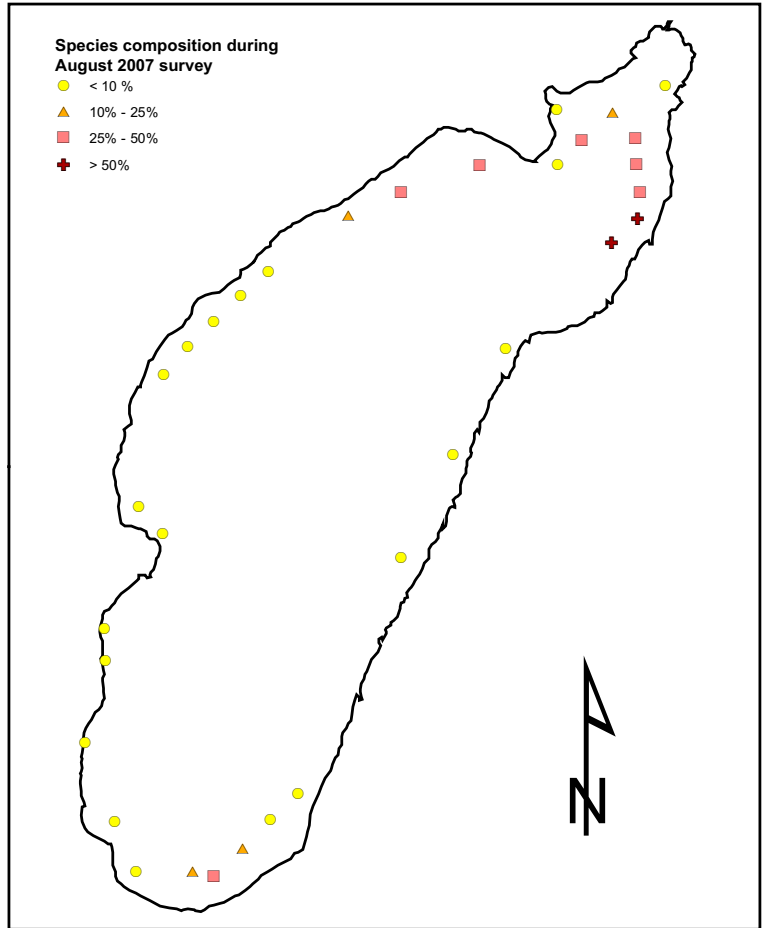 Species composition during
August 2007 survey
< 10 %
10% - 25%
25% - 50%
> 50%
N